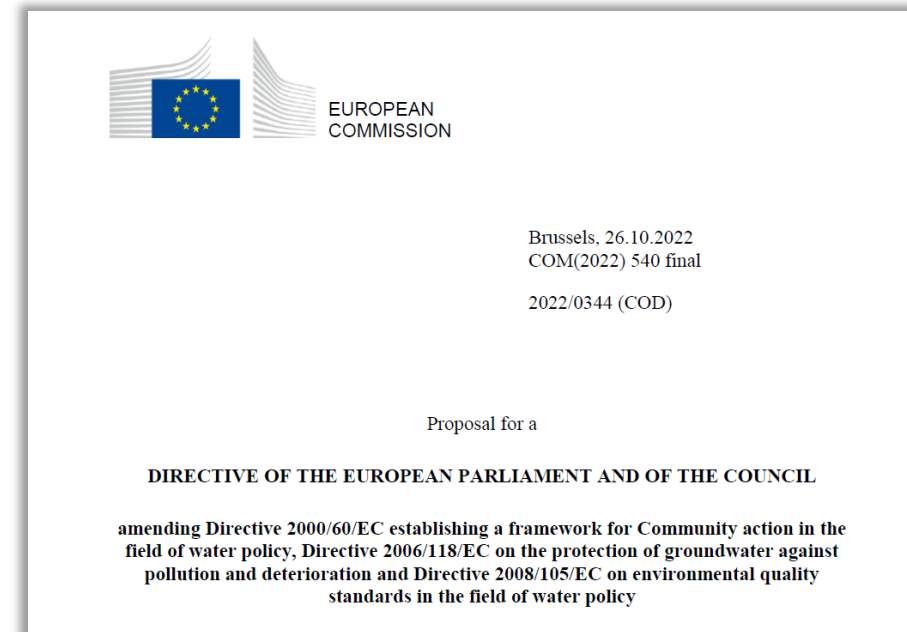 EUROPEAN
COMMISSION
Brussels, 26.10.2022
COM(2022) 540 final
2022/0344 (COD)
Proposal for a
DIRECTIVE OF THE EUROPEAN PARLIAMENT AND OF THE COUNCIL
amending Directive 2000/60/EC establishing a framework for Community action in the
field of water policy, Directive 2006/118/EC on the protection of groundwater against
pollution and deterioration and Directive 2008/105/EC on environmental quality
standards in the field of water policy